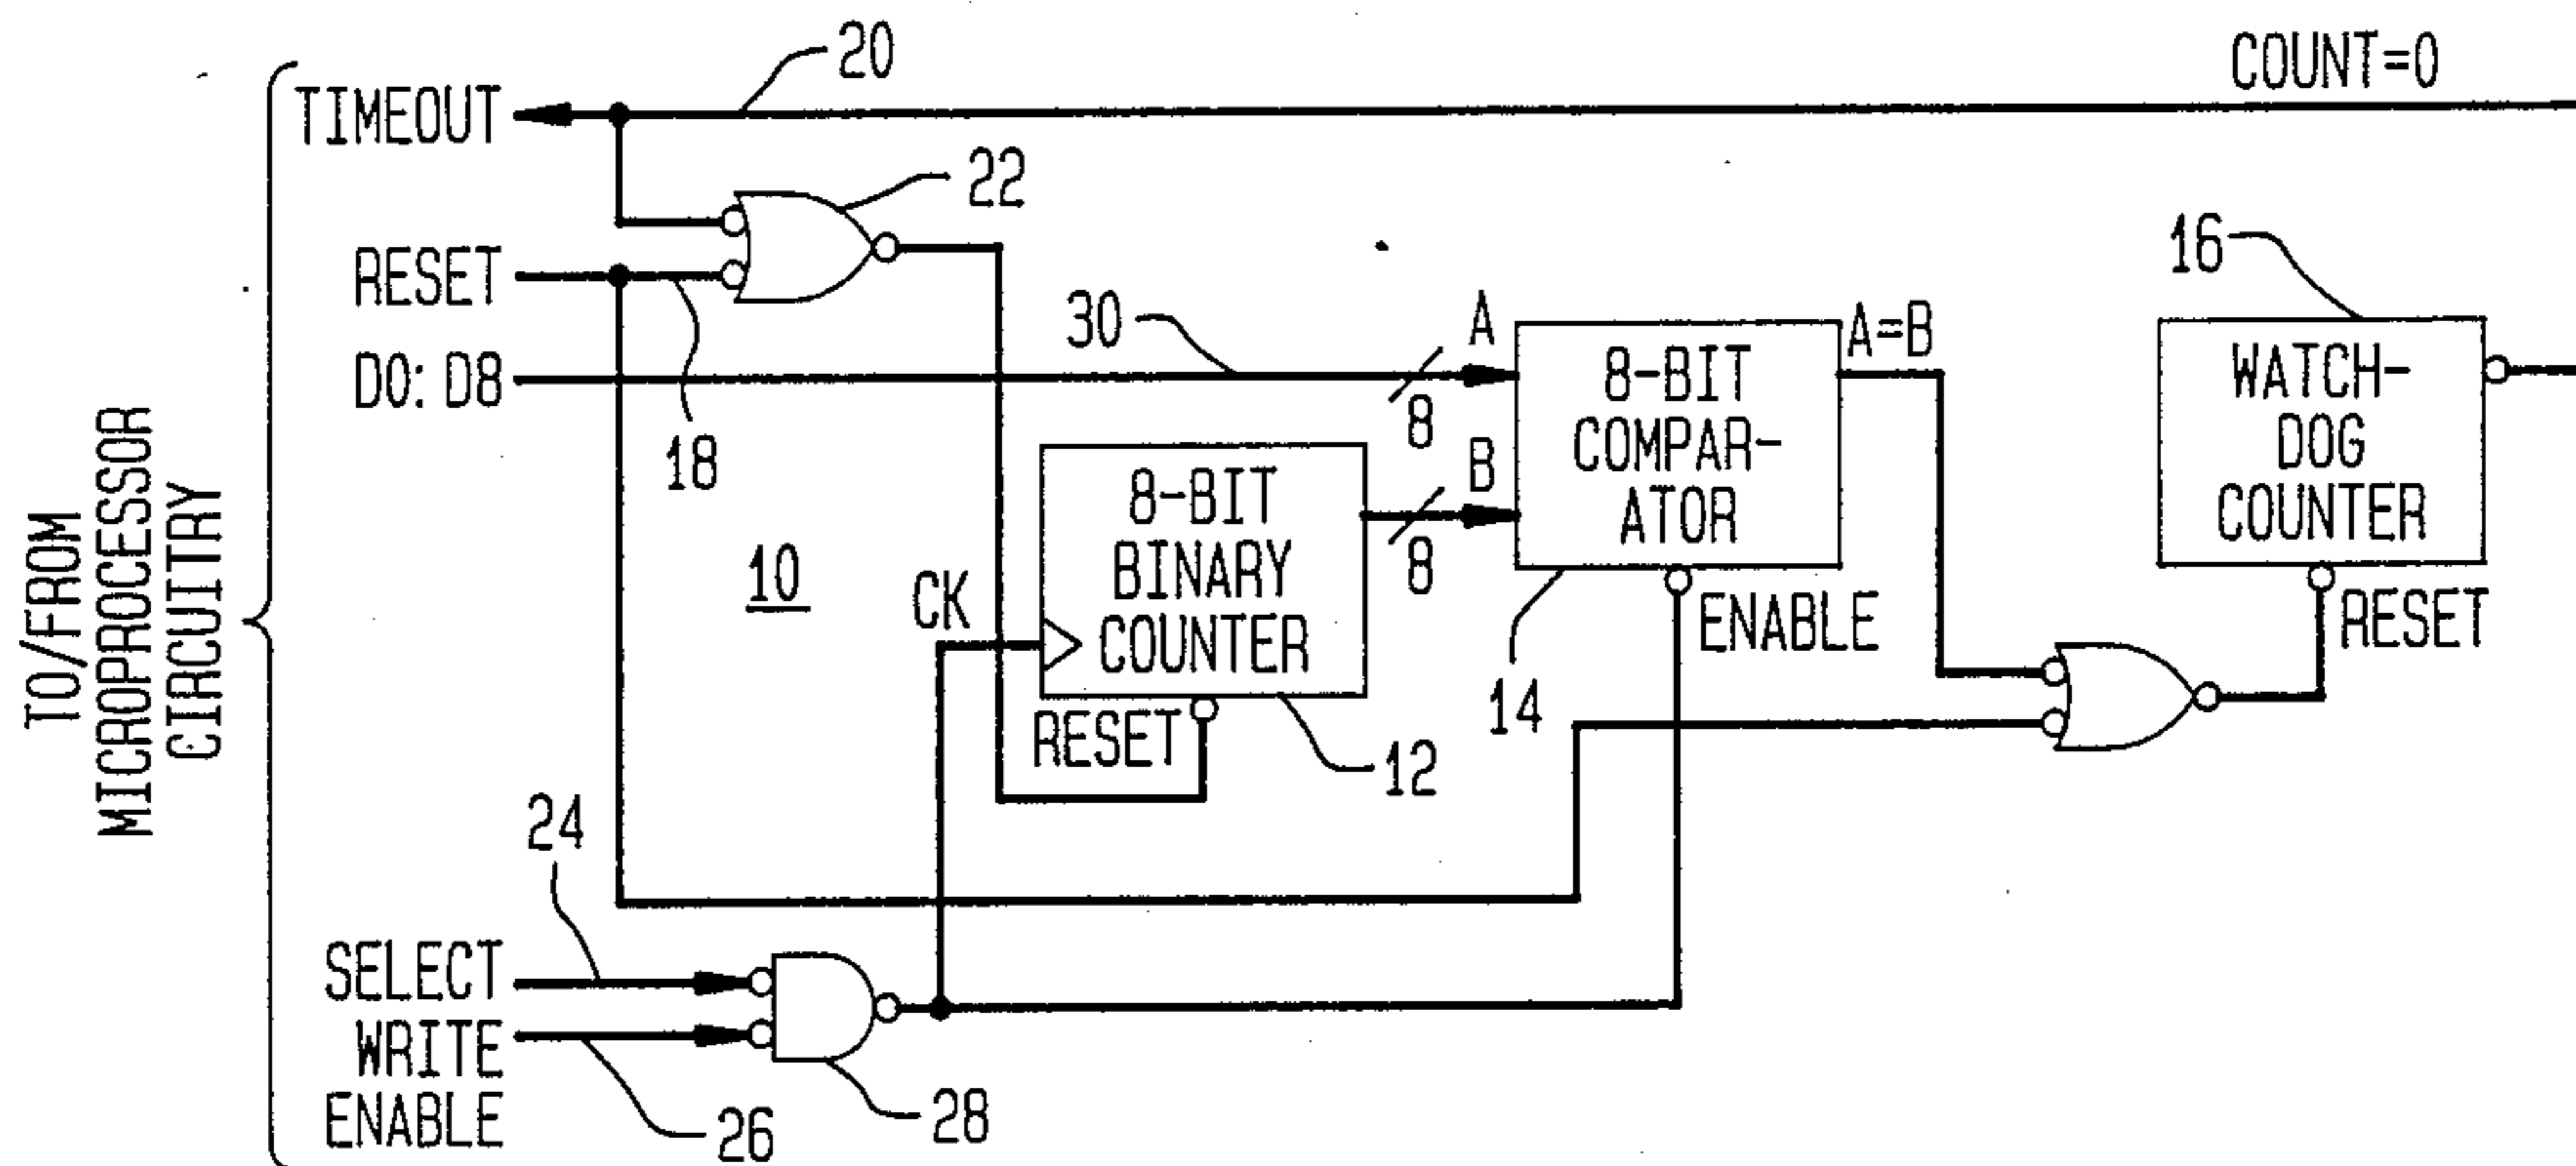 20
COUNT=0
TIMEOUT
22
16
RESET
30
A
A=B
D0: D8
8
8-BIT
COMPAR-
ATOR
WATCH-
DOG
COUNTER
18
B
8
8-BIT
BINARY
COUNTER
10
CK
ENABLE
RESET
14
RESET
12
TO/FROM
MICROPROCESSOR
CIRCUITRY
24
SELECT
WRITE
ENABLE
26
28